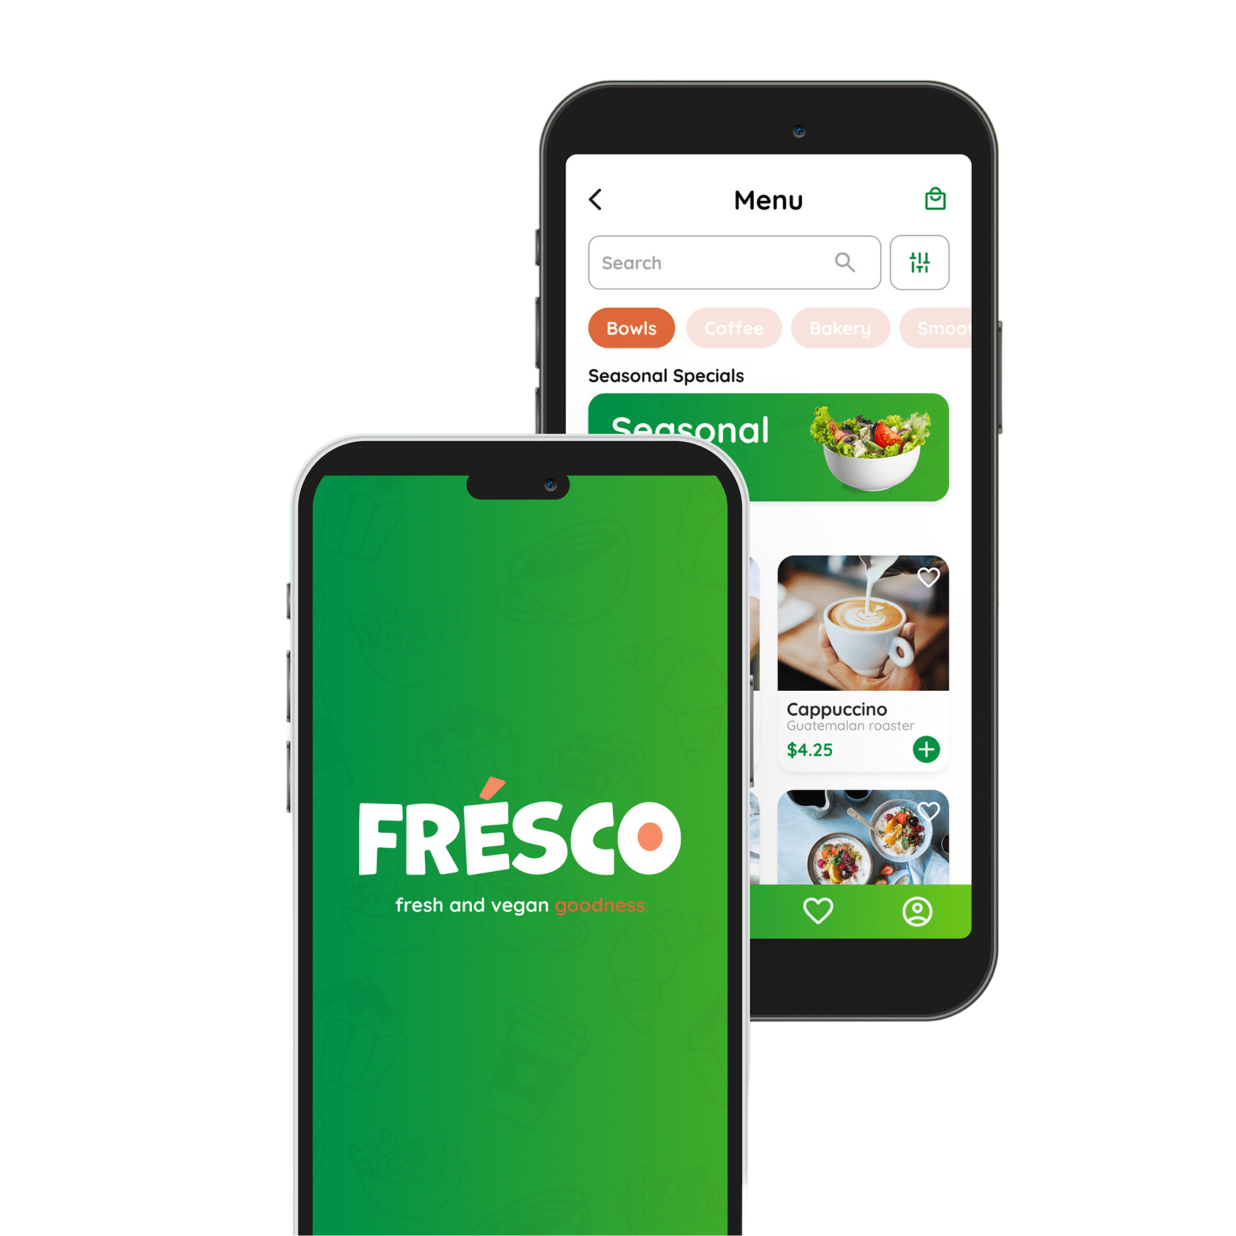 Menu
Search
Bowls Coffee Bakery Smoo
Seasonal Specials
Seasonal
Cappuccino
Guatemalan roaster
$4.25
FRÉSCO
fresh and vegan goodness